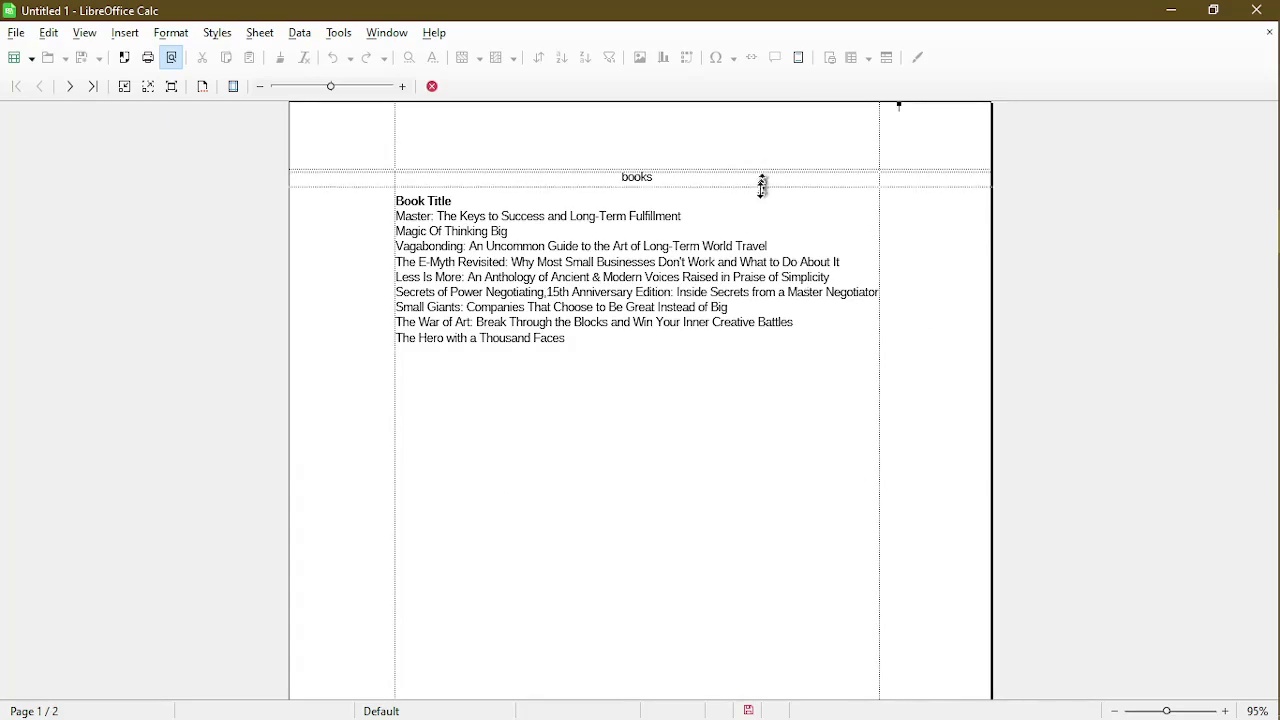 Untitled 1 - LibreOffice Calc
File Edit View Insert Format Styles Sheet Data Tools Window Help
books
Book Title
Master: The Keys to Success and Long-Term Fulfillment
Magic Of Thinking Big
Vagabonding: An Uncommon Guide to the Art of Long-Term World Travel
The E-Myth Revisited: Why Most Small Businesses Don't Work and What to Do About It
Less Is More: An Anthology of Ancient & Modern Voices Raised in Praise of Simplicity
Secrets of Power Negotiating,15th Anniversary Edition: Inside Secrets from a Master Negotiator
Small Giants: Companies That Choose to Be Great Instead of Big
The War of Art: Break Through the Blocks and Win Your Inner Creative Battles
The Hero with a Thousand Faces
Page 1 / 2 Default 95%